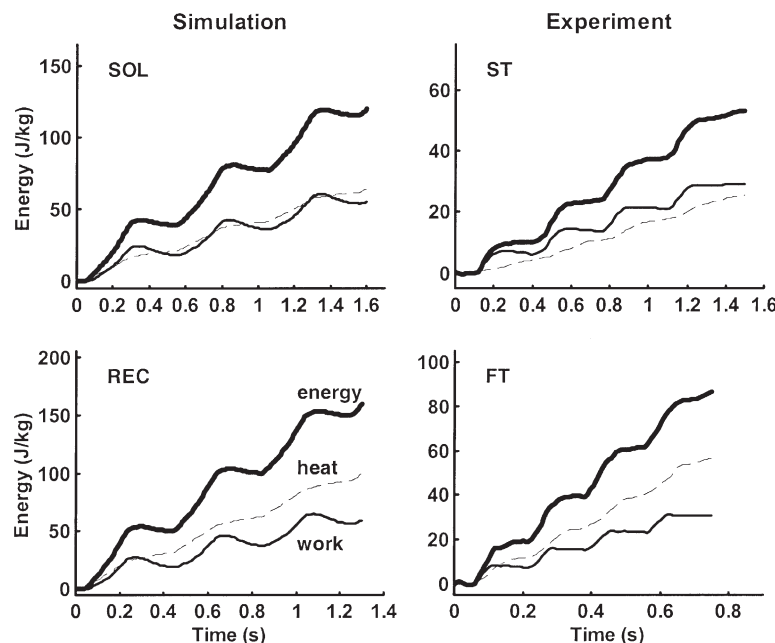 Simulation
Experiment
SOL
ST
Energy (J/kg)
150
100
50
0
0 0.2 0.4 0.6 0.8 1 1.2 1.4 1.6
60
40
20
0
0 0.2 0.4 0.6 0.8 1 1.2 1.4 1.6
REC
FT
Energy (J/kg)
200
150
100
50
0
energy
heat
work
0 0.2 0.4 0.6 0.8 1 1.2 1.4
Time (s)
100
80
60
40
20
0
0 0.2 0.4 0.6 0.8
Time (s)